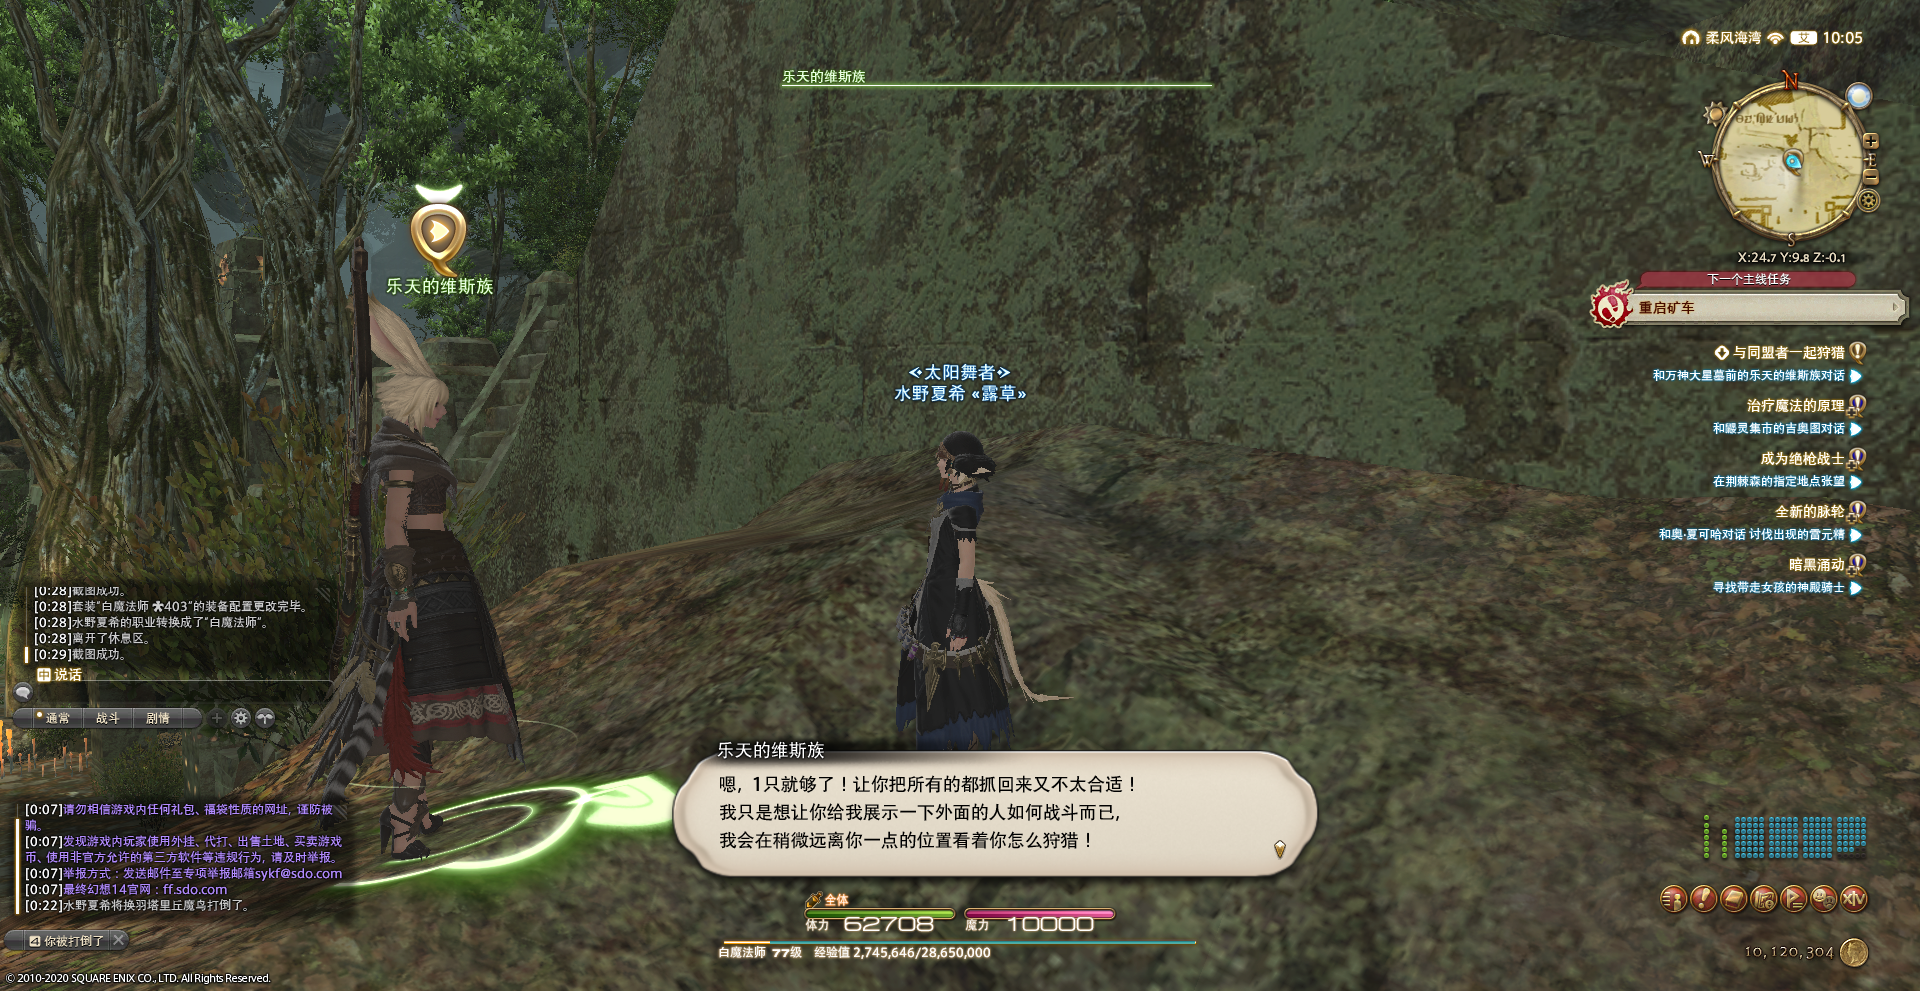 柔风海湾 艾 10:05
乐天的维斯族
N
W
E
S
X:24.7 Y:9.8 Z:-0.1
下一个主线任务
重启矿车
与同盟者一起狩猎
和万神大星墓前的乐天的维斯族对话
治疗魔法的原理
和鼹灵集市的吉奥图对话
成为绝枪战士
在荆棘森的指定地点张望
全新的脉轮
和奥·夏可哈对话 讨伐出现的雷元精
暗黑涌动
寻找带走女孩的神殿骑士
乐天的维斯族
太阳舞者
水野夏希 «露草»
[0:28]截图成功。
[0:28]套装“白魔法师 403”的装备配置更改完毕。
[0:28]水野夏希的职业转换成了“白魔法师”。
[0:28]离开了休息区。
[0:29]截图成功。
说话
通常 战斗 剧情
[0:07]请勿相信游戏内任何礼包、福袋性质的网址，谨防被
骗。
[0:07]发现游戏内玩家使用外挂、代打、出售土地、买卖游戏
币、使用非官方允许的第三方软件等违规行为，请及时举报。
[0:07]举报方式：发送邮件至专项举报邮箱sykf@sdo.com
[0:07]最终幻想14官网：ff.sdo.com
[0:22]水野夏希将换羽塔里丘魔鸟打倒了。
4 你被打倒了
乐天的维斯族
嗯，1只就够了！让你把所有的都抓回来又不太合适！
我只是想让你给我展示一下外面的人如何战斗而已，
我会在稍微远离你一点的位置看着你怎么狩猎！
全体
体力 62708 魔力 10000
白魔法师 77级 经验值 2,745,646/28,650,000
XIV
10,120,304
© 2010-2020 SQUARE ENIX CO., LTD. All Rights Reserved.